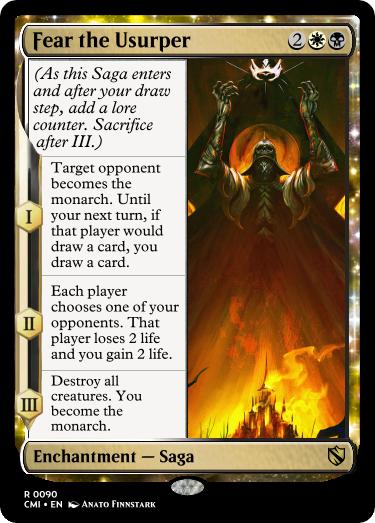 Fear the Usurper 2
(As this Saga enters
and after your draw
step, add a lore
counter. Sacrifice
after III.)
I
Target opponent
becomes the
monarch. Until
your next turn, if
that player would
draw a card, you
draw a card.
II
Each player
chooses one of your
opponents. That
player loses 2 life
and you gain 2 life.
III
Destroy all
creatures. You
become the
monarch.
Enchantment — Saga
R 0090
CMI • EN Anato Finnstark